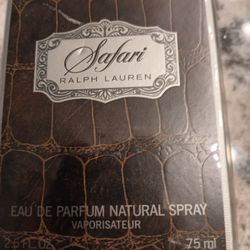 Safari
RALPH LAUREN
EAU DE PARFUM NATURAL SPRAY
VAPORISATEUR
2.5 FL. OZ. 75 ml